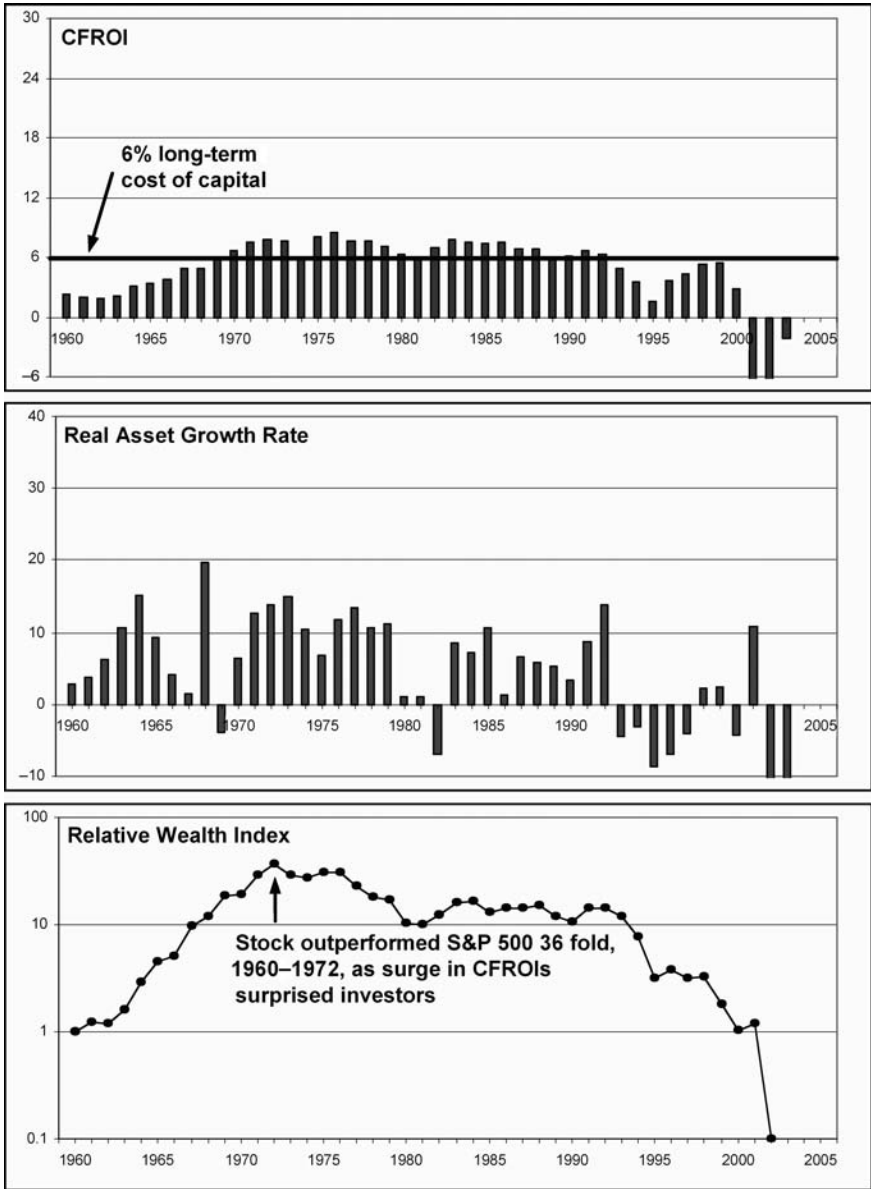 30
CFROI
24
18
6% long-term
cost of capital
12
6
0
1960 1965 1970 1975 1980 1985 1990 1995 2000 2005
–6
40
Real Asset Growth Rate
30
20
10
0
1960 1965 1970 1975 1980 1985 1990 1995 2000 2005
–10
100
Relative Wealth Index
10
Stock outperformed S&P 500 36 fold,
1960–1972, as surge in CFROIs
surprised investors
1
0.1
1960 1965 1970 1975 1980 1985 1990 1995 2000 2005